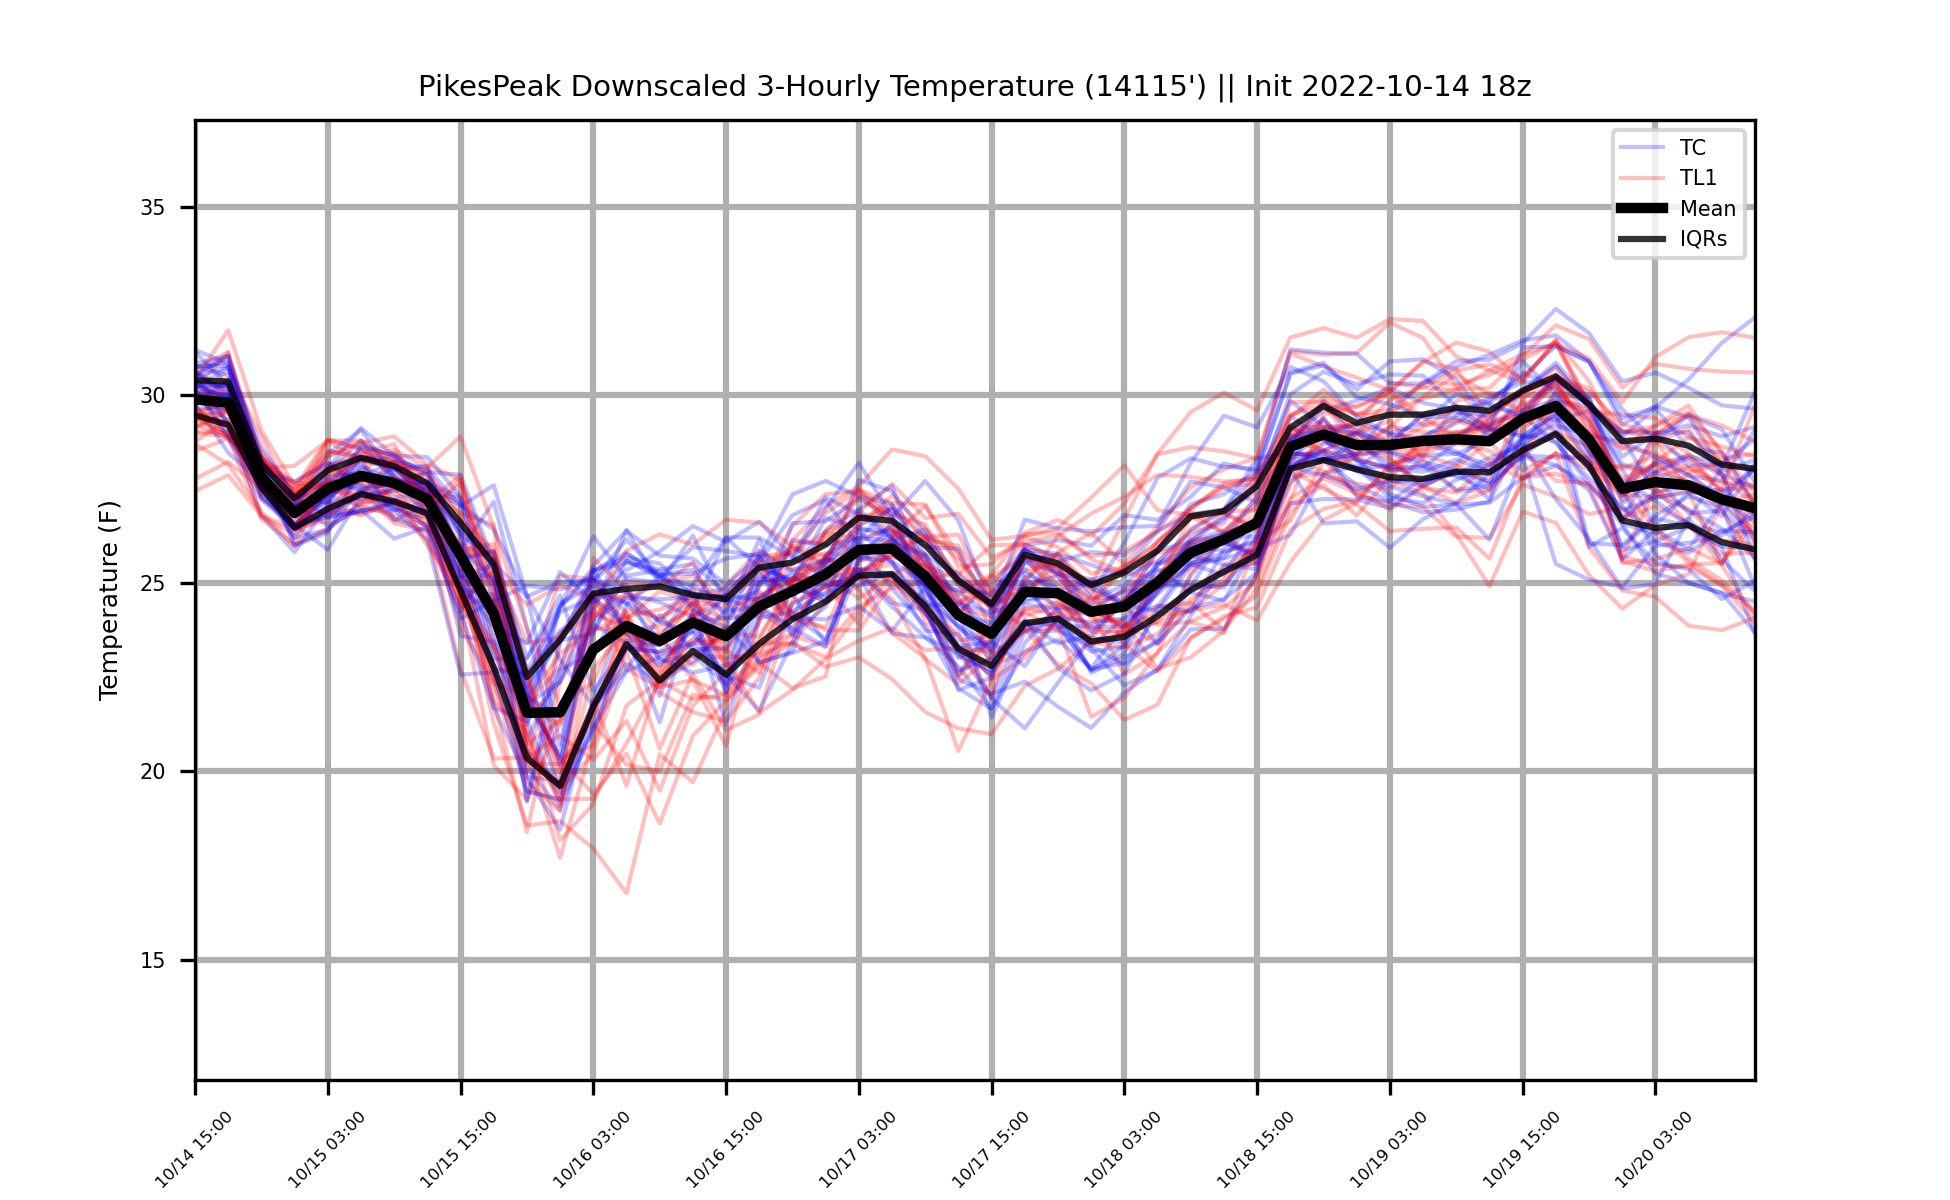 PikesPeak Downscaled 3-Hourly Temperature (14115') || Init 2022-10-14 18z
TC
TL1
Mean
IQRs
Temperature (F)
35
30
25
20
15
10/14 15:00
10/15 03:00
10/15 15:00
10/16 03:00
10/16 15:00
10/17 03:00
10/17 15:00
10/18 03:00
10/18 15:00
10/19 03:00
10/19 15:00
10/20 03:00